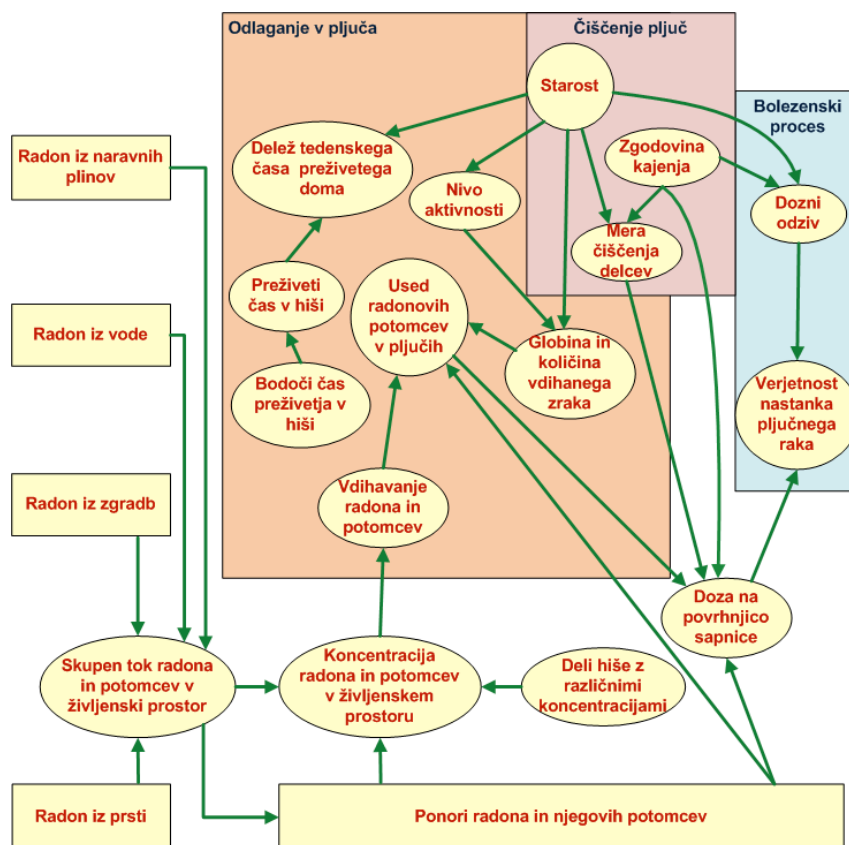 Odlaganje v pljuča
Čiščenje pljuč
Starost
Bolezenski
proces
Radon iz naravnih
plinov
Delež tedenskega
časa preživetega
doma
Nivo
aktivnosti
Zgodovina
kajenja
Dozni
odziv
Mera
čiščenja
delcev
Preživeti
čas v hiši
Used
radonovih
potomcev
v pljučih
Radon iz vode
Globina in
količina
vdihanega
zraka
Bodoči čas
preživetja v
hiši
Verjetnost
nastanka
pljučnega
raka
Radon iz zgradb
Vdihavanje
radona in
potomcev
Doza na
povrhnjico
sapnice
Skupen tok radona
in potomcev v
življenski prostor
Koncentracija
radona in potomcev
v življenskem
prostoru
Deli hiše z
različnimi
koncentracijami
Radon iz prsti
Ponori radona in njegovih potomcev